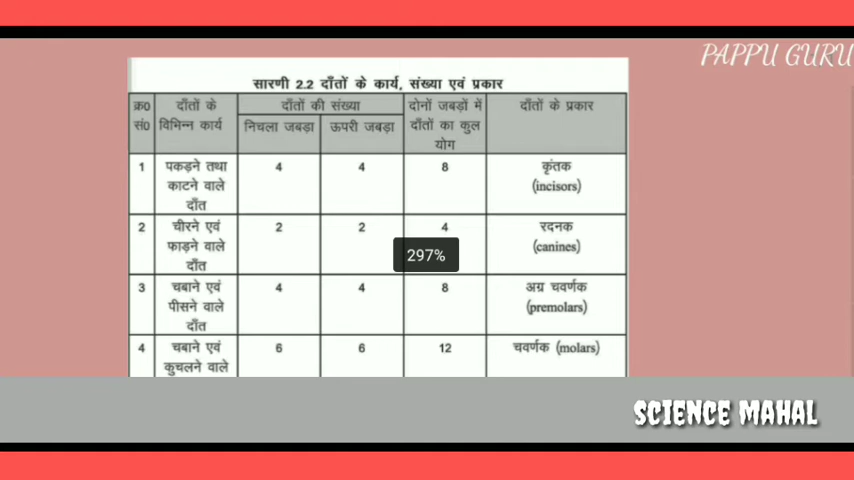 PAPPU GURU
सारणी 2.2 दाँतों के कार्य, संख्या एवं प्रकार
क्र0 सं0 | दाँतों के विभिन्न कार्य | दाँतों की संख्या | दोनों जबड़ों में दाँतों का कुल योग | दाँतों के प्रकार
निचला जबड़ा | ऊपरी जबड़ा
1 | पकड़ने तथा काटने वाले दाँत | 4 | 4 | 8 | कृंतक (incisors)
2 | चीरने एवं फाड़ने वाले दाँत | 2 | 2 | 4 | रदनक (canines)
297%
3 | चबाने एवं पीसने वाले दाँत | 4 | 4 | 8 | अग्र चवर्णक (premolars)
4 | चबाने एवं कुचलने वाले | 6 | 6 | 12 | चवर्णक (molars)
SCIENCE MAHAL